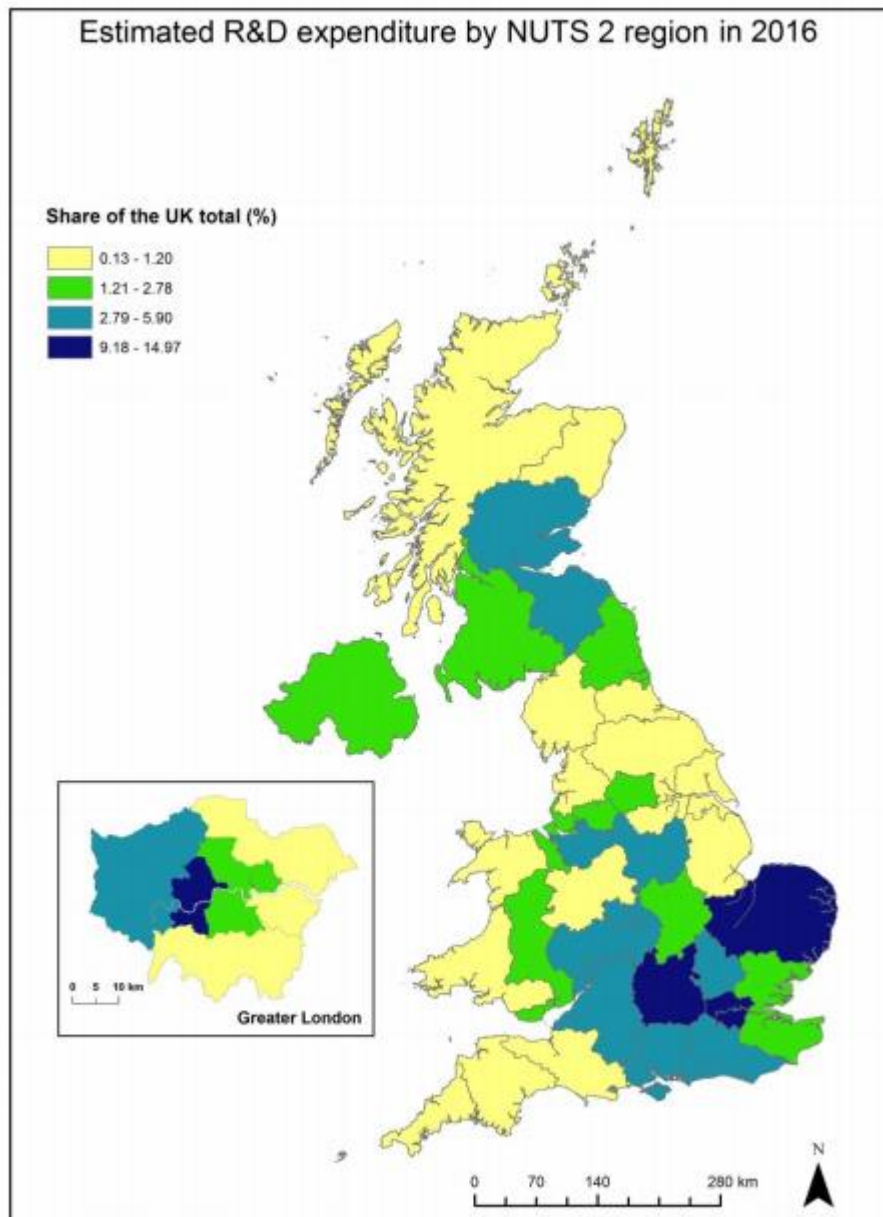 Estimated R&D expenditure by NUTS 2 region in 2016
Share of the UK total (%)
0.13 - 1.20
1.21 - 2.78
2.79 - 5.90
9.18 - 14.97
0 5 10 km
Greater London
N
0 70 140 280 km